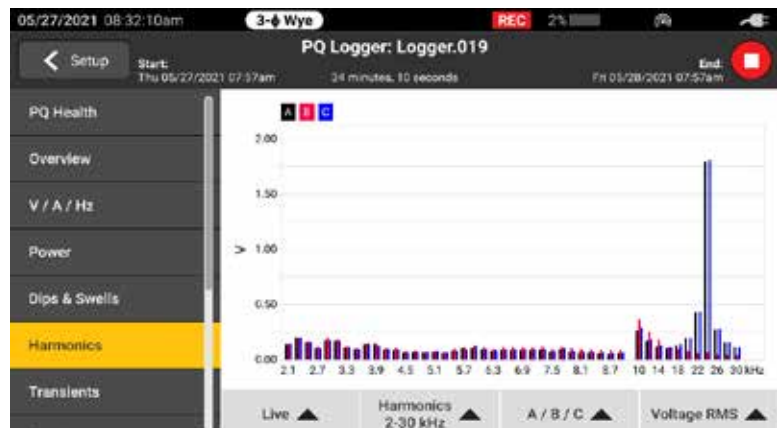 05/27/2021 08:32:10am 3-ϕ Wye REC 2%
Setup
PQ Logger: Logger.019
Start:
Thu 05/27/2021 07:57am
34 minutes, 10 seconds
End:
Fri 05/28/2021 07:57am
PQ Health
Overview
V / A / Hz
Power
Dips & Swells
Harmonics
Transients
A B C
2.00
1.50
1.00
0.50
0.00
V
2.1 2.7 3.3 3.9 4.5 5.1 5.7 6.3 6.9 7.5 8.1 8.7 10 14 18 22 26 30 kHz
Live
Harmonics
2-30 kHz
A / B / C
Voltage RMS